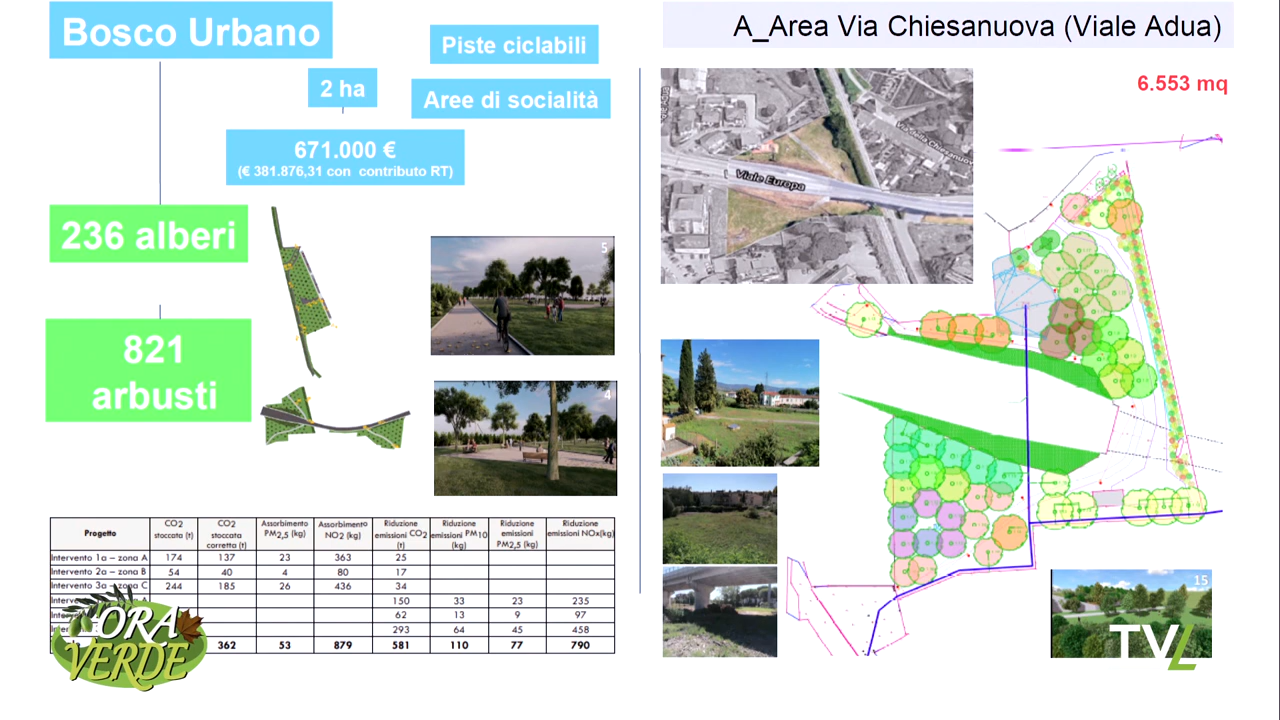 Bosco Urbano
Piste ciclabili
2 ha
Aree di socialità
671.000 €
(€ 381.876,31 con contributo RT)
236 alberi
821
arbusti
5
4
Progetto | CO2 stoccata (t) | CO2 stoccata corretta (t) | Assorbimento PM2,5 (kg) | Assorbimento NO2 (kg) | Riduzione emissioni CO2 (t) | Riduzione emissioni PM10 (kg) | Riduzione emissioni PM2,5 (kg) | Riduzione emissioni NOx(kg)
Intervento 1a – zona A | 174 | 137 | 23 | 363 | 25
Intervento 2a – zona B | 54 | 40 | 4 | 80 | 17
Intervento 3a – zona C | 244 | 185 | 26 | 436 | 34
150 | 33 | 23 | 235
62 | 13 | 9 | 97
293 | 64 | 45 | 458
362 | 53 | 879 | 581 | 110 | 77 | 790
ORA
VERDE
A_Area Via Chiesanuova (Viale Adua)
6.553 mq
Viale Europa
15
TVL